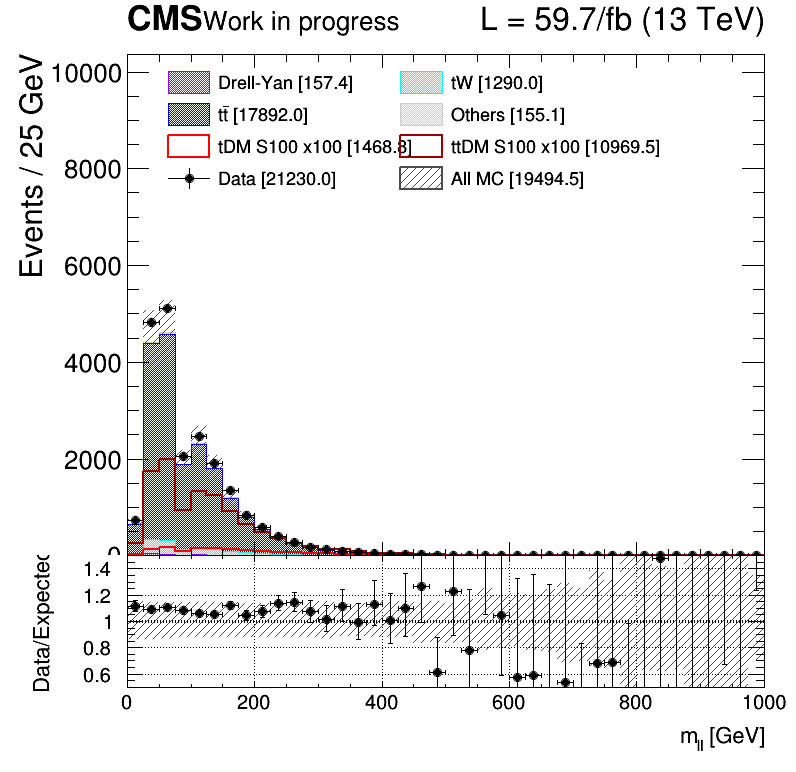 CMS Work in progress L = 59.7/fb (13 TeV)
Events / 25 GeV
10000
8000
6000
4000
2000
0
Drell-Yan [157.4]
tW [1290.0]
tt̄ [17892.0]
Others [155.1]
tDM S100 x100 [1468.8]
ttDM S100 x100 [10969.5]
Data [21230.0]
All MC [19494.5]
Data/Expected
1.4
1.2
1
0.8
0.6
0 200 400 600 800 1000
m_ll [GeV]